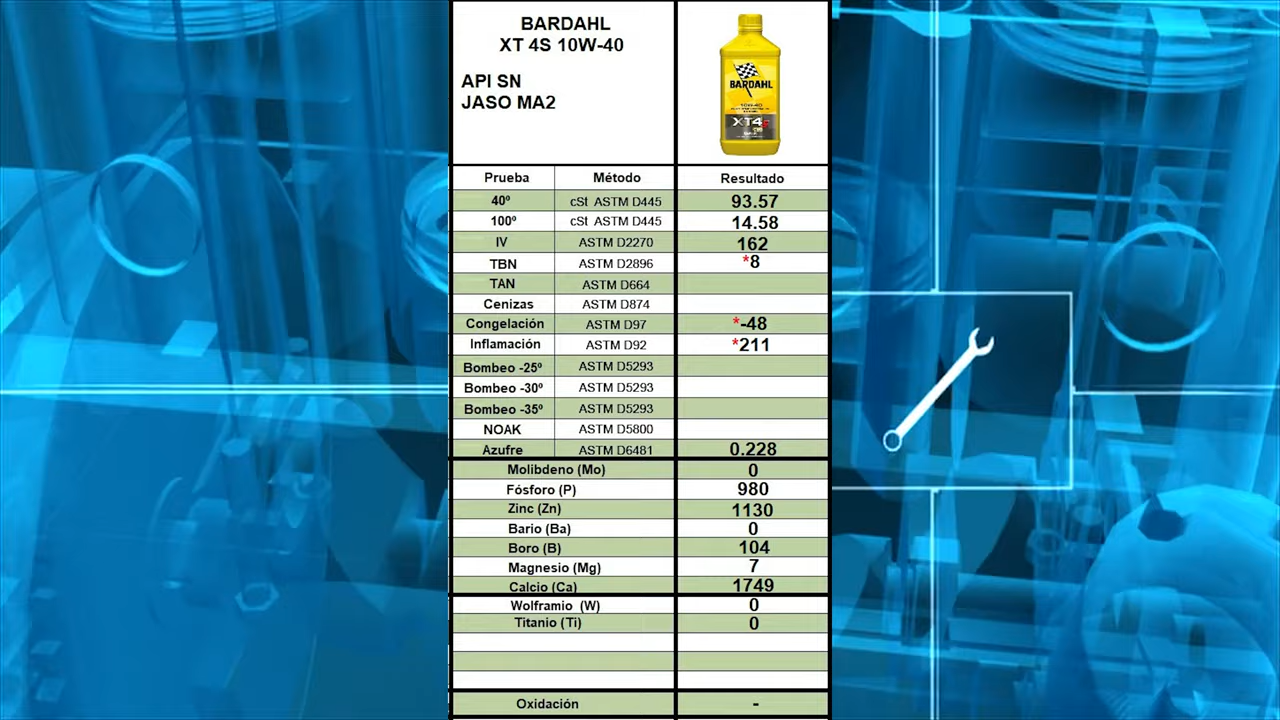 BARDAHL
XT 4S 10W-40
API SN
JASO MA2
BARDAHL
10W-40
XT4S
Prueba Método Resultado
40º cSt ASTM D445 93.57
100º cSt ASTM D445 14.58
IV ASTM D2270 162
TBN ASTM D2896 *8
TAN ASTM D664
Cenizas ASTM D874
Congelación ASTM D97 *-48
Inflamación ASTM D92 *211
Bombeo -25º ASTM D5293
Bombeo -30º ASTM D5293
Bombeo -35º ASTM D5293
NOAK ASTM D5800
Azufre ASTM D6481 0.228
Molibdeno (Mo) 0
Fósforo (P) 980
Zinc (Zn) 1130
Bario (Ba) 0
Boro (B) 104
Magnesio (Mg) 7
Calcio (Ca) 1749
Wolframio (W) 0
Titanio (Ti) 0
Oxidación -